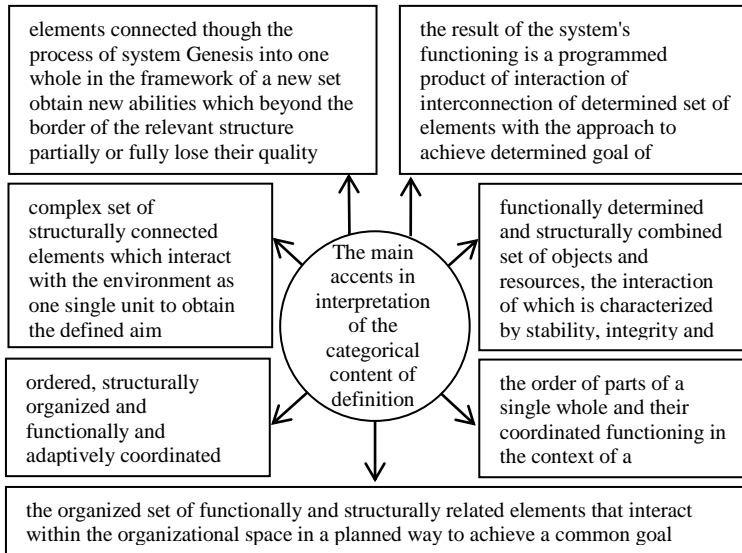 elements connected though the
process of system Genesis into one
whole in the framework of a new set
obtain new abilities which beyond the
border of the relevant structure
partially or fully lose their quality
the result of the system's
functioning is a programmed
product of interaction of
interconnection of determined set of
elements with the approach to
achieve determined goal of
complex set of
structurally connected
elements which interact
with the environment as
one single unit to obtain
the defined aim
The main
accents in
interpretation
of the
categorical
content of
definition
functionally determined
and structurally combined
set of objects and
resources, the interaction
of which is characterized
by stability, integrity and
ordered, structurally
organized and
functionally and
adaptively coordinated
the order of parts of a
single whole and their
coordinated functioning in
the context of a
the organized set of functionally and structurally related elements that interact
within the organizational space in a planned way to achieve a common goal